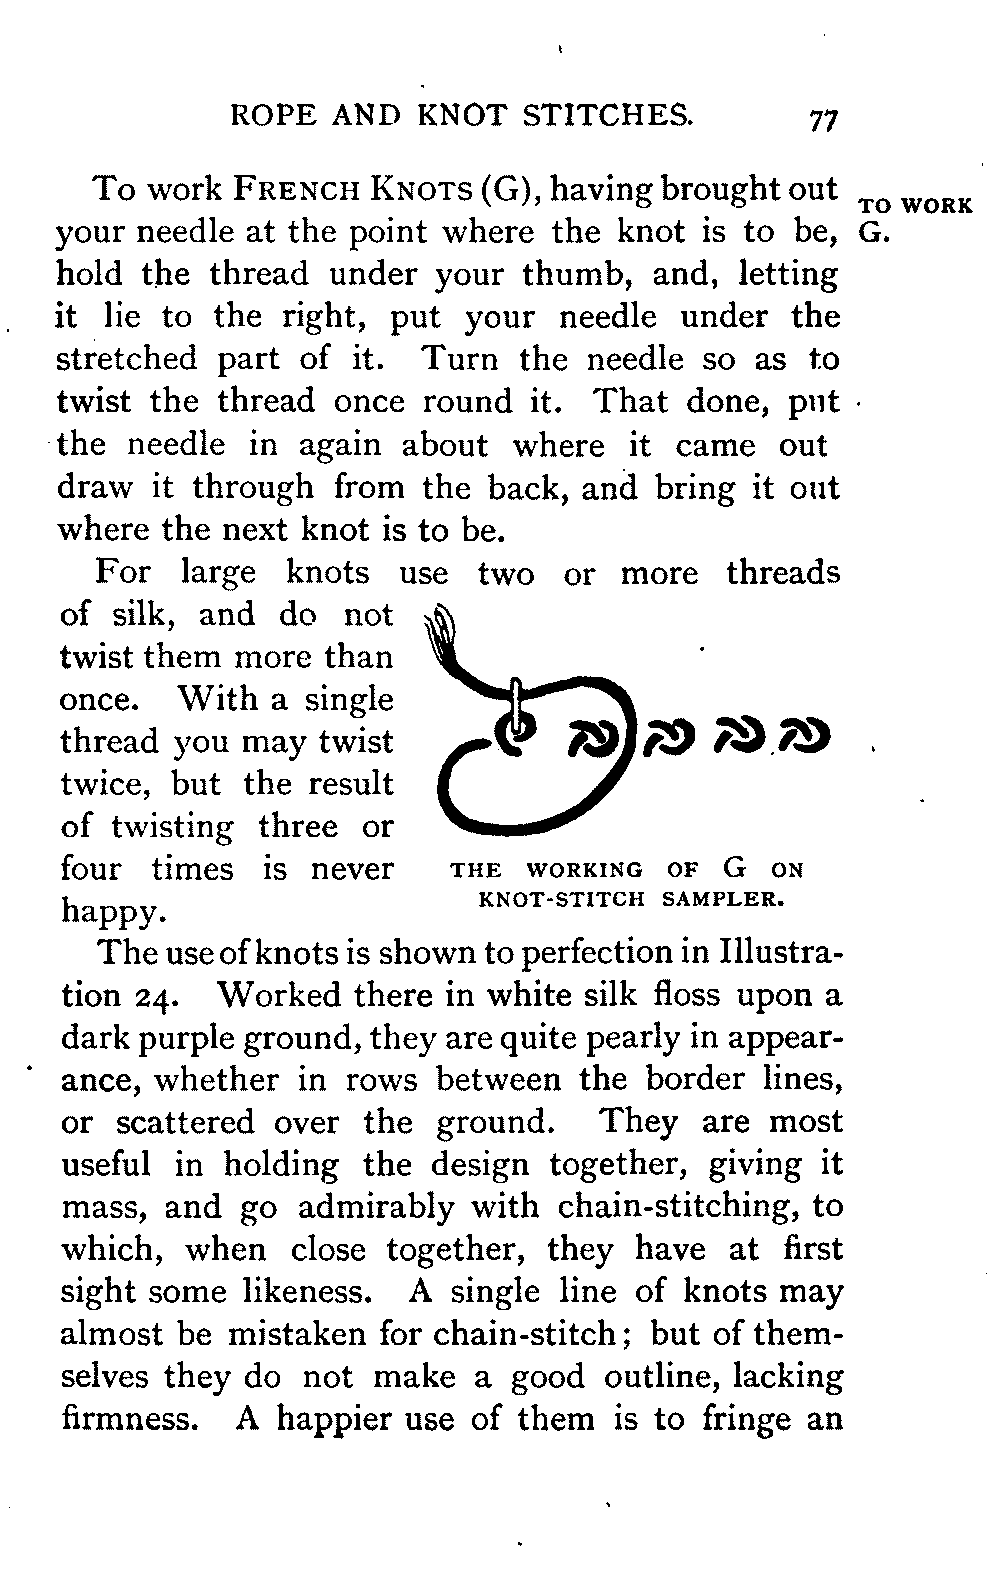 ROPE AND KNOT STITCHES. 77
To work FRENCH KNOTS (G), having brought out
TO WORK
your needle at the point where the knot is to be,
G.
hold the thread under your thumb, and, letting
it lie to the right, put your needle under the
stretched part of it. Turn the needle so as to
twist the thread once round it. That done, put
the needle in again about where it came out
draw it through from the back, and bring it out
where the next knot is to be.
For large knots use two or more threads
of silk, and do not
twist them more than
once. With a single
thread you may twist
twice, but the result
of twisting three or
four times is never
happy.
THE WORKING OF G ON
KNOT-STITCH SAMPLER.
The use of knots is shown to perfection in Illustra-
tion 24. Worked there in white silk floss upon a
dark purple ground, they are quite pearly in appear-
ance, whether in rows between the border lines,
or scattered over the ground. They are most
useful in holding the design together, giving it
mass, and go admirably with chain-stitching, to
which, when close together, they have at first
sight some likeness. A single line of knots may
almost be mistaken for chain-stitch; but of them-
selves they do not make a good outline, lacking
firmness. A happier use of them is to fringe an